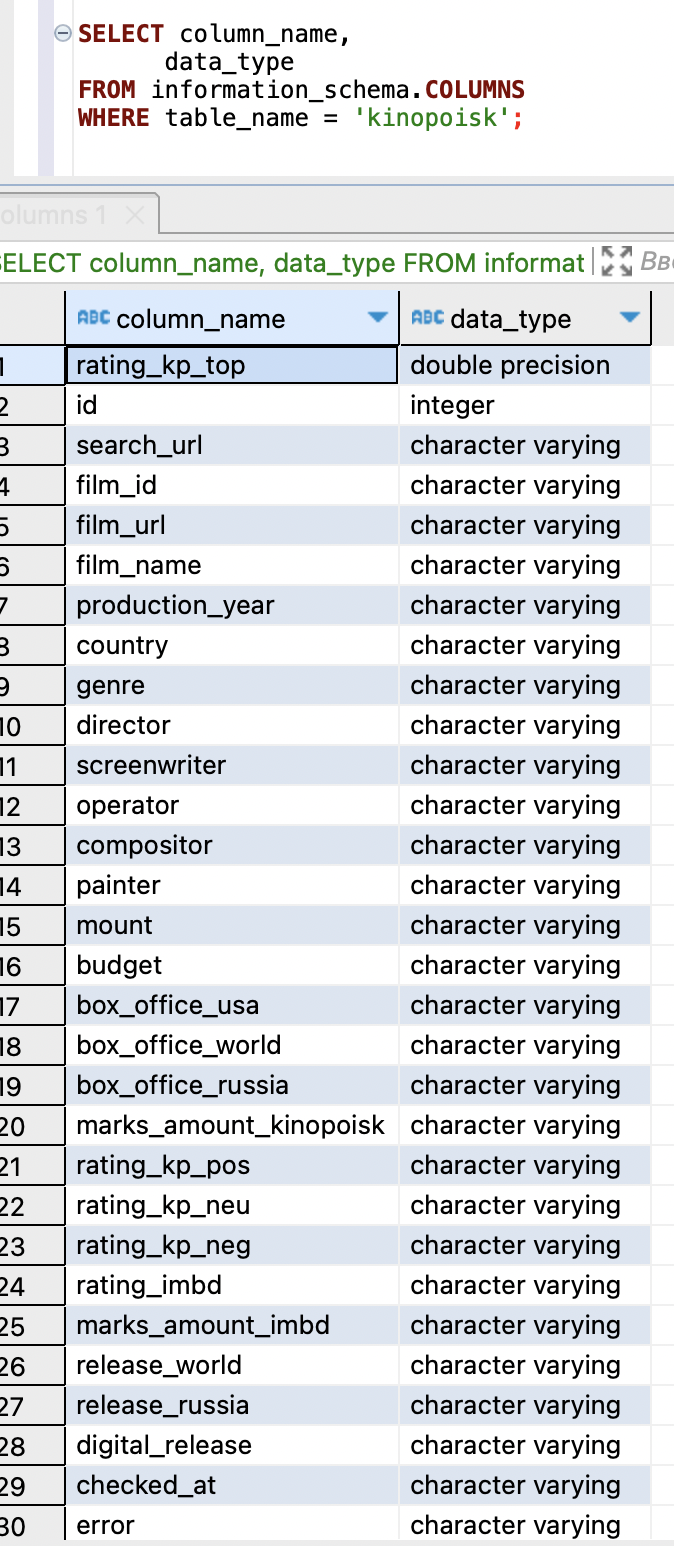 SELECT column_name,
data_type
FROM information_schema.COLUMNS
WHERE table_name = 'kinopoisk';
olumns 1
SELECT column_name, data_type FROM informat
ABC column_name ABC data_type
1 rating_kp_top double precision
2 id integer
3 search_url character varying
4 film_id character varying
5 film_url character varying
6 film_name character varying
7 production_year character varying
8 country character varying
9 genre character varying
10 director character varying
11 screenwriter character varying
12 operator character varying
13 compositor character varying
14 painter character varying
15 mount character varying
16 budget character varying
17 box_office_usa character varying
18 box_office_world character varying
19 box_office_russia character varying
20 marks_amount_kinopoisk character varying
21 rating_kp_pos character varying
22 rating_kp_neu character varying
23 rating_kp_neg character varying
24 rating_imbd character varying
25 marks_amount_imbd character varying
26 release_world character varying
27 release_russia character varying
28 digital_release character varying
29 checked_at character varying
30 error character varying